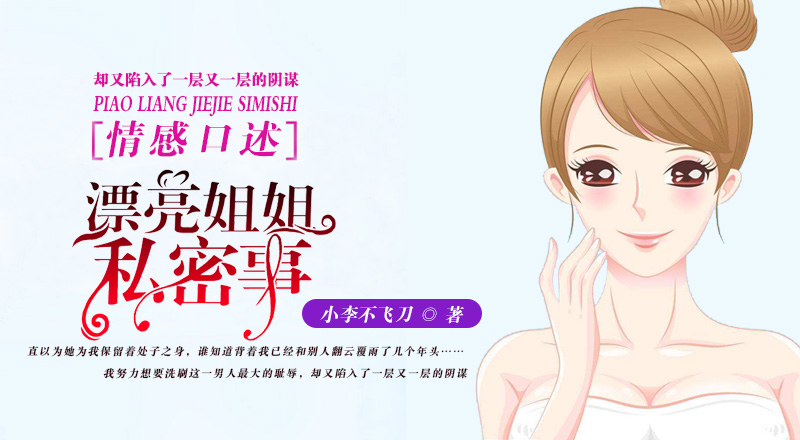 却又陷入了一层又一层的阴谋
PIAO LIANG JIEJIE SIMISHI
[情感口述]
漂亮姐姐
私密事
小李不飞刀 ◎ 著
直以为她为我保留着处子之身，谁知道背着我已经和别人翻云覆雨了几个年头……
我努力想要洗刷这一男人最大的耻辱，却又陷入了一层又一层的阴谋